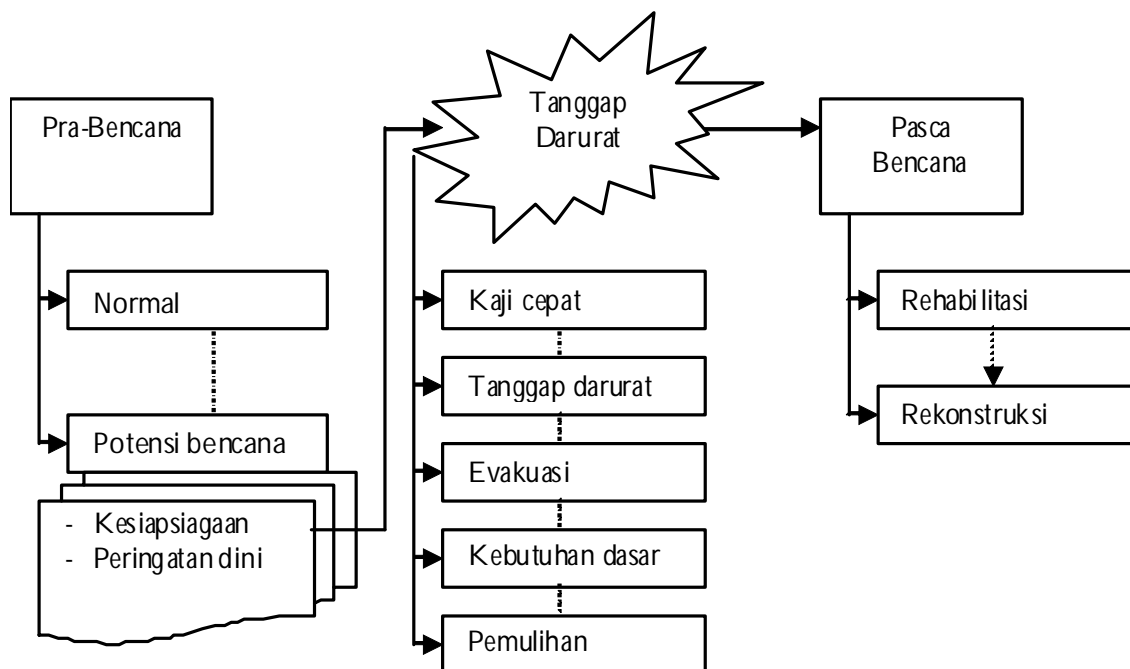 Pra-Bencana
Normal
Potensi bencana
- Kesiapsiagaan
- Peringatan dini
Tanggap
Darurat
Kaji cepat
Tanggap darurat
Evakuasi
Kebutuhan dasar
Pemulihan
Pasca
Bencana
Rehabilitasi
Rekonstruksi